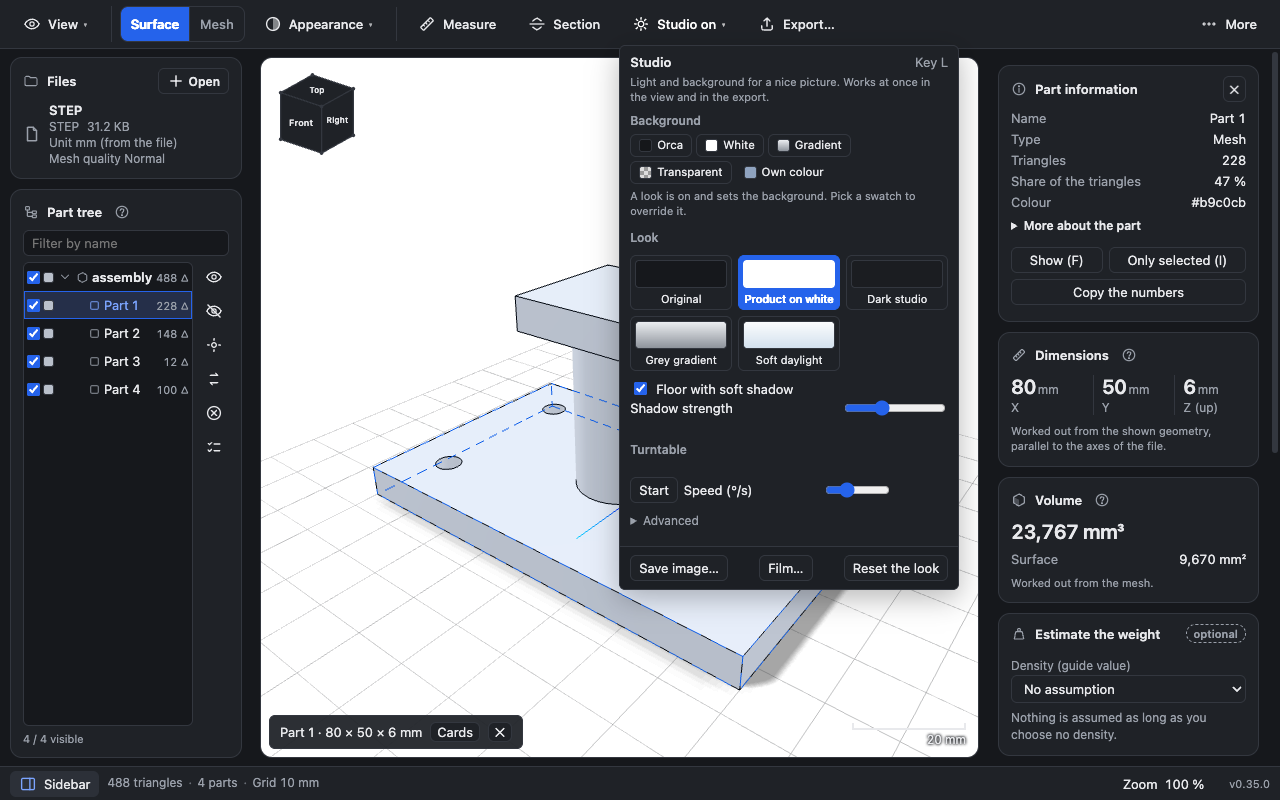 View
Surface
Mesh
Appearance
Measure
Section
Studio on
Export...
More
Files
Open
STEP
STEP 31.2 KB
Unit mm (from the file)
Mesh quality Normal
Part tree
Filter by name
assembly 488 Δ
Part 1 228 Δ
Part 2 148 Δ
Part 3 12 Δ
Part 4 100 Δ
4 / 4 visible
Top
Front
Right
Part 1 · 80 × 50 × 6 mm
Cards
20 mm
Studio
Key L
Light and background for a nice picture. Works at once in
the view and in the export.
Background
Orca
White
Gradient
Transparent
Own colour
A look is on and sets the background. Pick a swatch to
override it.
Look
Original
Product on white
Dark studio
Grey gradient
Soft daylight
Floor with soft shadow
Shadow strength
Turntable
Start
Speed (°/s)
Advanced
Save image...
Film...
Reset the look
Part information
Name Part 1
Type Mesh
Triangles 228
Share of the triangles 47 %
Colour #b9c0cb
More about the part
Show (F)
Only selected (I)
Copy the numbers
Dimensions
80 mm
X
50 mm
Y
6 mm
Z (up)
Worked out from the shown geometry,
parallel to the axes of the file.
Volume
23,767 mm³
Surface 9,670 mm²
Worked out from the mesh.
Estimate the weight
optional
Density (guide value)
No assumption
Nothing is assumed as long as you
choose no density.
Sidebar
488 triangles · 4 parts · Grid 10 mm
Zoom 100 %
v0.35.0